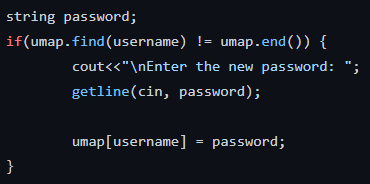 string password;
if(umap.find(username) != umap.end()) {
        cout<<"\nEnter the new password: ";
        getline(cin, password);

        umap[username] = password;
}